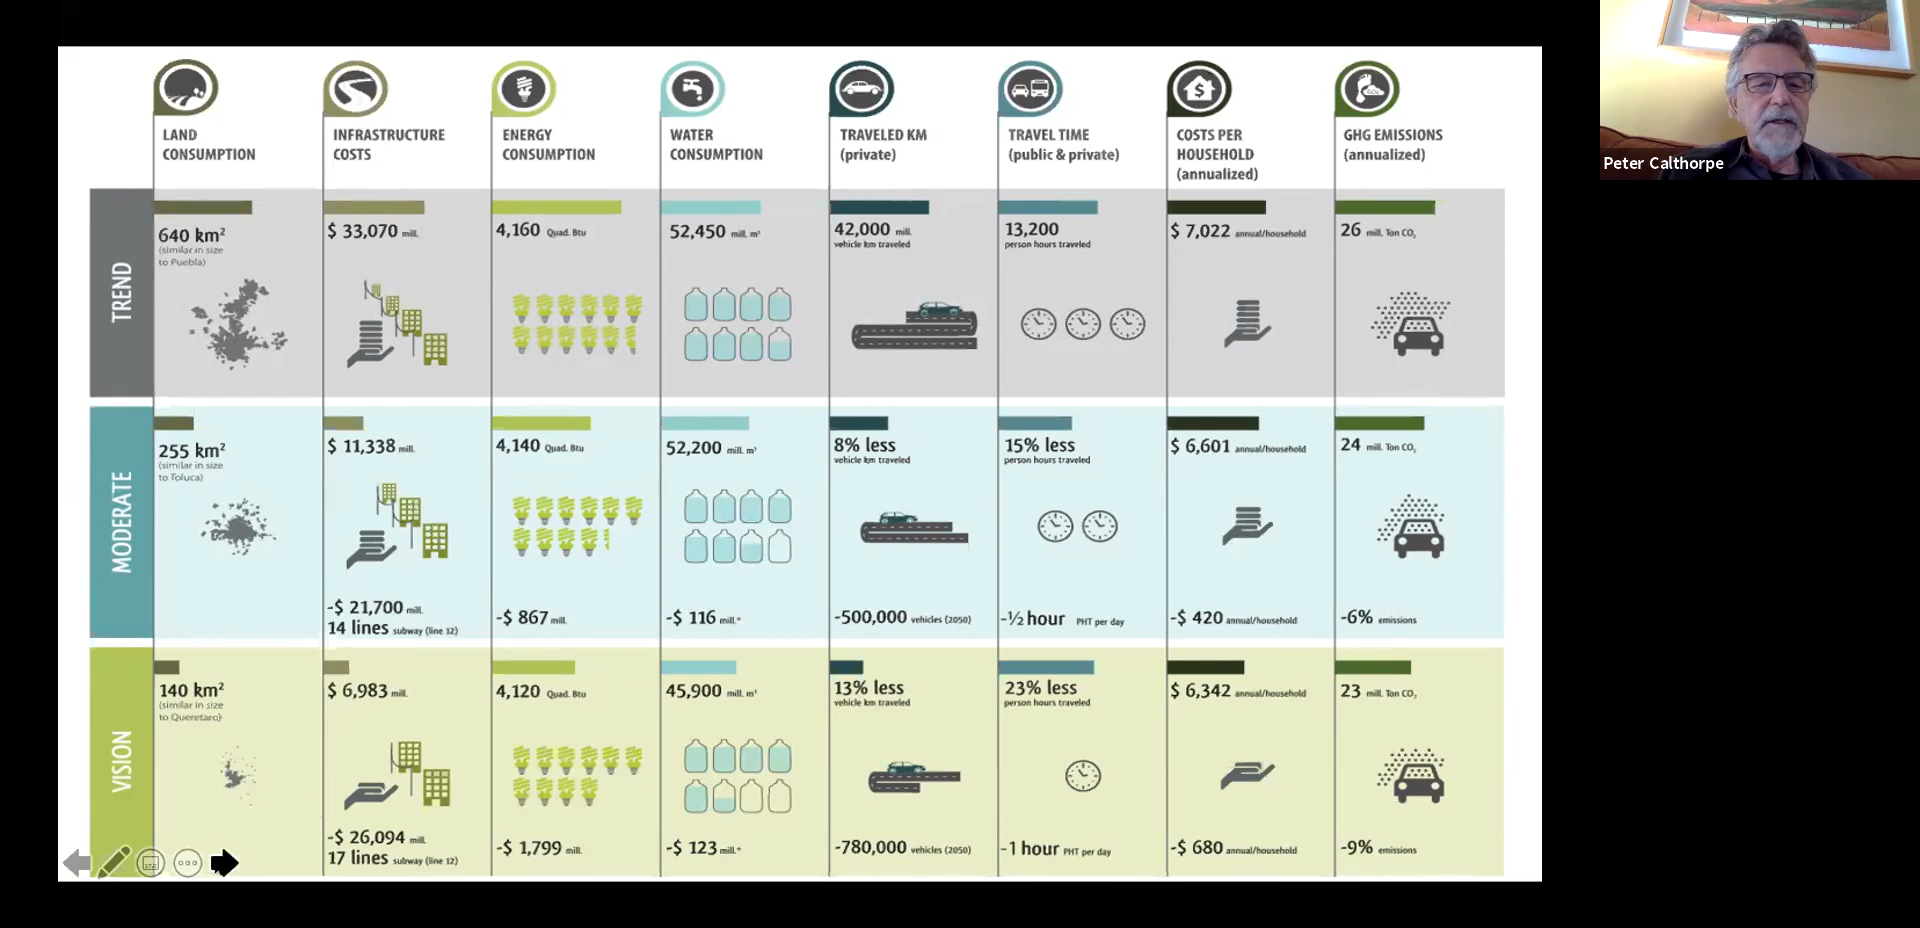 LAND
CONSUMPTION
INFRASTRUCTURE
COSTS
ENERGY
CONSUMPTION
WATER
CONSUMPTION
TRAVELED KM
(private)
TRAVEL TIME
(public & private)
COSTS PER
HOUSEHOLD
(annualized)
GHG EMISSIONS
(annualized)
Peter Calthorpe
TREND
640 km²
(similar in size
to Puebla)
$ 33,070 mill.
4,160 Quad. Btu
52,450 mill. m³
42,000 mill.
vehicle km traveled
13,200
person hours traveled
$ 7,022 annual/household
26 mill. Ton CO₂
MODERATE
255 km²
(similar in size
to Toluca)
$ 11,338 mill.
4,140 Quad. Btu
52,200 mill. m³
8% less
vehicle km traveled
15% less
person hours traveled
$ 6,601 annual/household
24 mill. Ton CO₂
-$ 21,700 mill.
14 lines subway (line 12)
-$ 867 mill.
-$ 116 mill.*
-500,000 vehicles (2050)
-½ hour PHT per day
-$ 420 annual/household
-6% emissions
VISION
140 km²
(similar in size
to Queretaro)
$ 6,983 mill.
4,120 Quad. Btu
45,900 mill. m³
13% less
vehicle km traveled
23% less
person hours traveled
$ 6,342 annual/household
23 mill. Ton CO₂
-$ 26,094 mill.
17 lines subway (line 12)
-$ 1,799 mill.
-$ 123 mill.*
-780,000 vehicles (2050)
-1 hour PHT per day
-$ 680 annual/household
-9% emissions